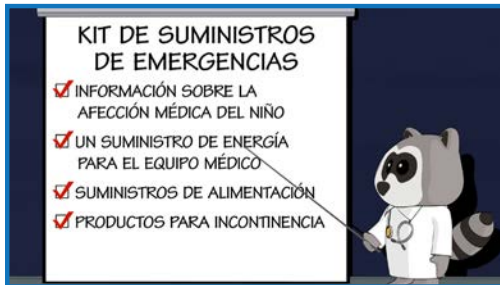 KIT DE SUMINISTROS
DE EMERGENCIAS
INFORMACIÓN SOBRE LA
AFECCIÓN MÉDICA DEL NIÑO
UN SUMINISTRO DE ENERGÍA
PARA EL EQUIPO MÉDICO
SUMINISTROS DE ALIMENTACIÓN
PRODUCTOS PARA INCONTINENCIA